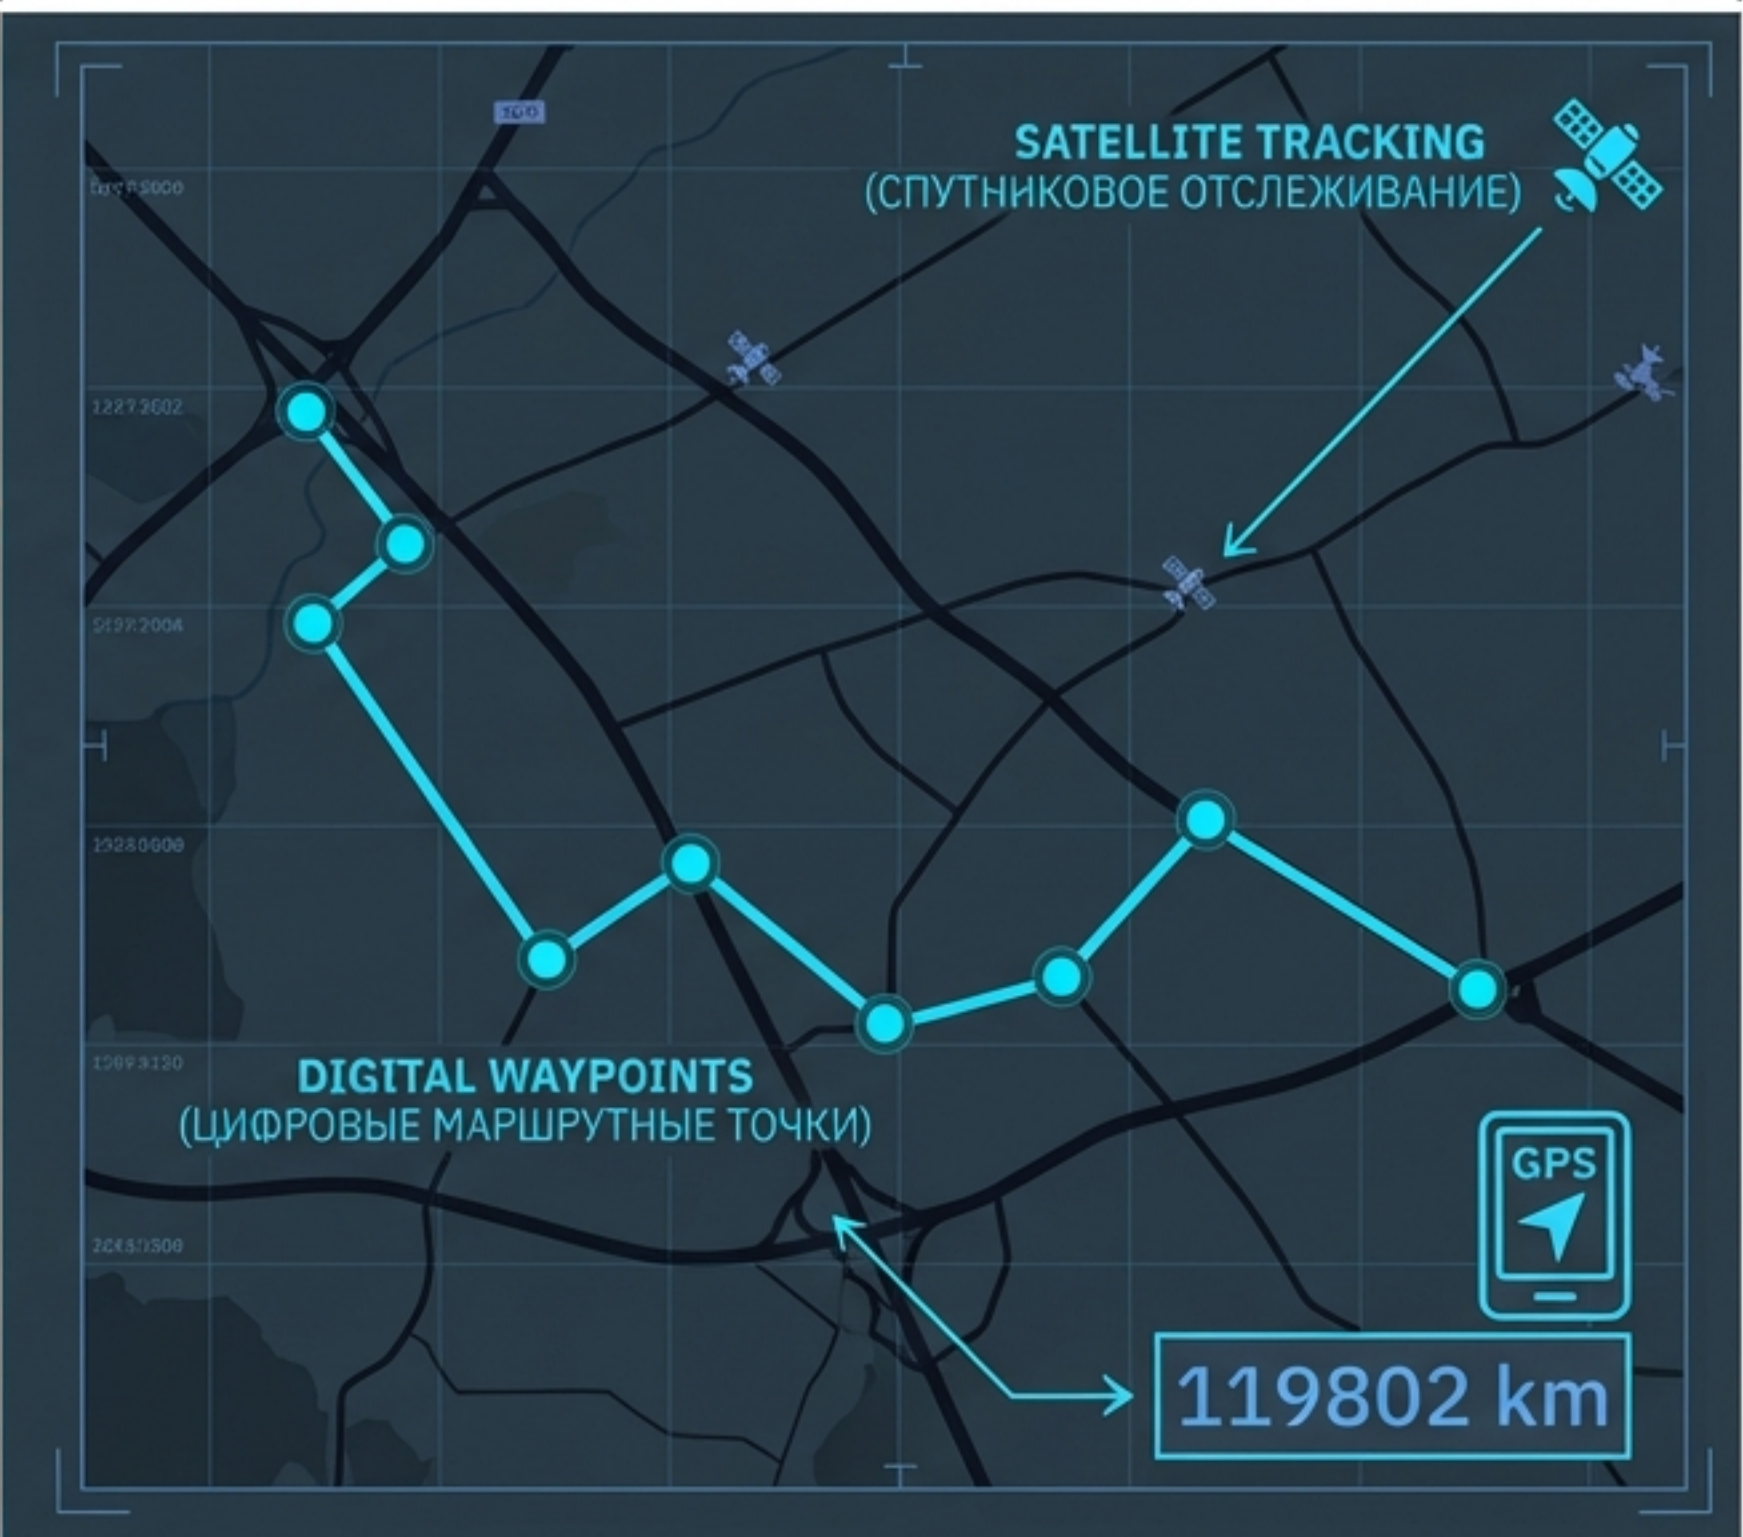 SATELLITE TRACKING
(СПУТНИКОВОЕ ОТСЛЕЖИВАНИЕ)
DIGITAL WAYPOINTS
(ЦИФРОВЫЕ МАРШРУТНЫЕ ТОЧКИ)
GPS
119802 km